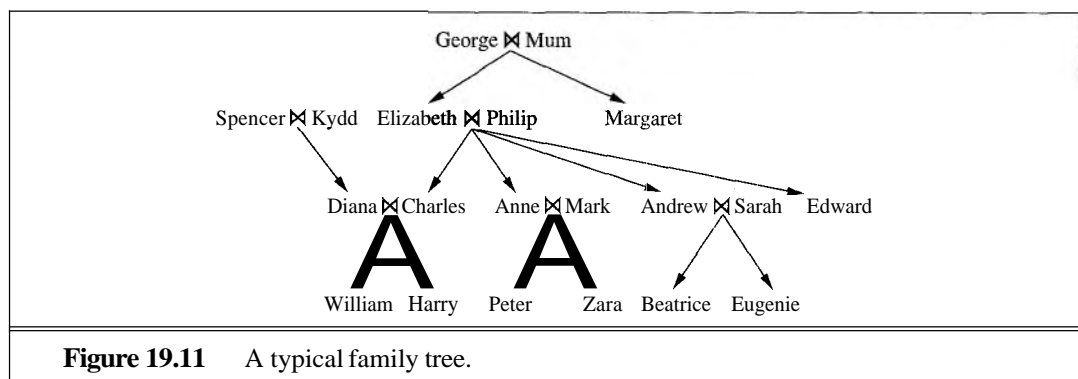 George ⋈ Mum
Spencer ⋈ Kydd Elizabeth ⋈ Philip Margaret
Diana ⋈ Charles Anne ⋈ Mark Andrew ⋈ Sarah Edward
A A
William Harry Peter Zara Beatrice Eugenie
Figure 19.11 A typical family tree.